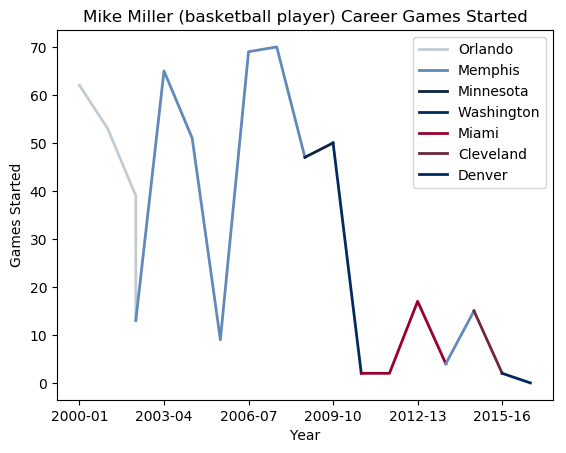 Mike Miller (basketball player) Career Games Started
Orlando
Memphis
Minnesota
Washington
Miami
Cleveland
Denver
Games Started
70
60
50
40
30
20
10
0
2000-01 2003-04 2006-07 2009-10 2012-13 2015-16
Year